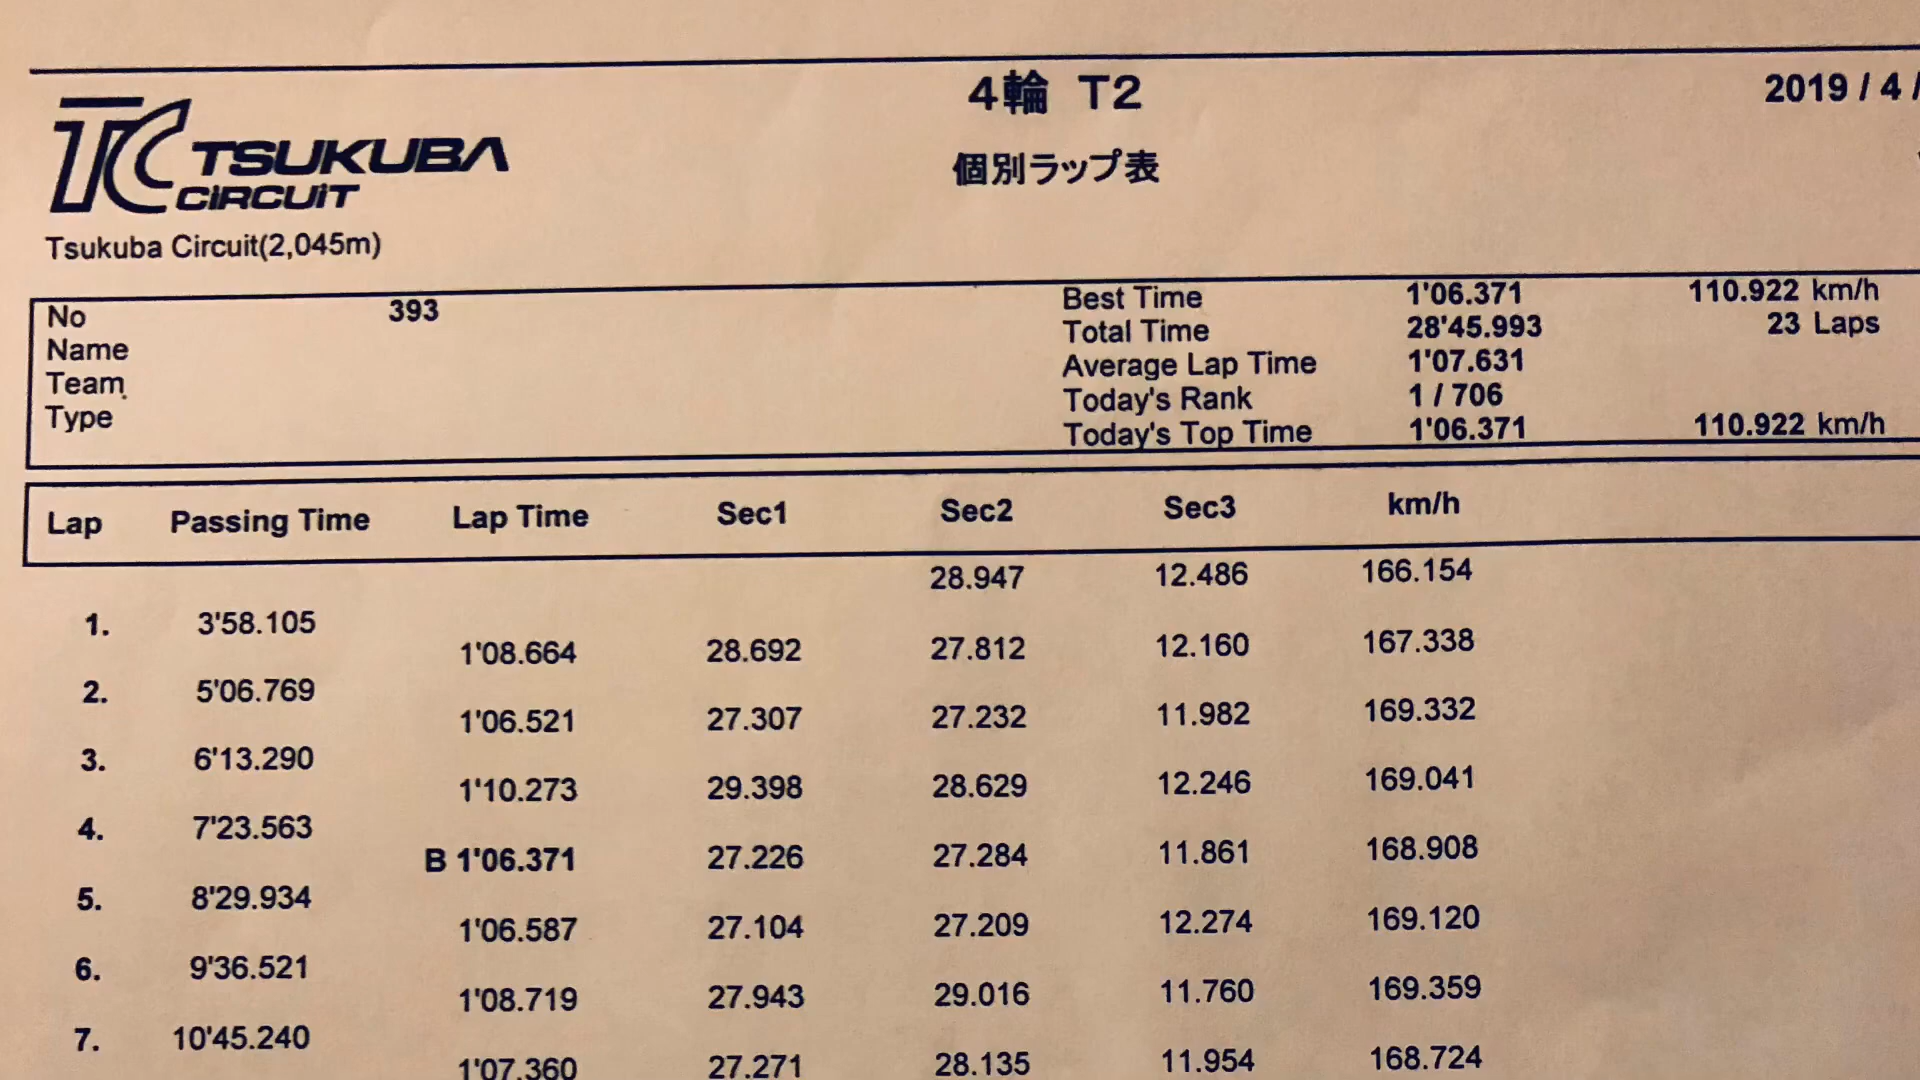 4輪 T2
2019 / 4 /
TC TSUKUBA CIRCUIT
個別ラップ表
Tsukuba Circuit(2,045m)
No 393
Name
Team
Type
Best Time 1'06.371 110.922 km/h
Total Time 28'45.993 23 Laps
Average Lap Time 1'07.631
Today's Rank 1 / 706
Today's Top Time 1'06.371 110.922 km/h
Lap Passing Time Lap Time Sec1 Sec2 Sec3 km/h
28.947 12.486 166.154
1. 3'58.105
1'08.664 28.692 27.812 12.160 167.338
2. 5'06.769
1'06.521 27.307 27.232 11.982 169.332
3. 6'13.290
1'10.273 29.398 28.629 12.246 169.041
4. 7'23.563
B 1'06.371 27.226 27.284 11.861 168.908
5. 8'29.934
1'06.587 27.104 27.209 12.274 169.120
6. 9'36.521
1'08.719 27.943 29.016 11.760 169.359
7. 10'45.240
1'07.360 27.271 28.135 11.954 168.724